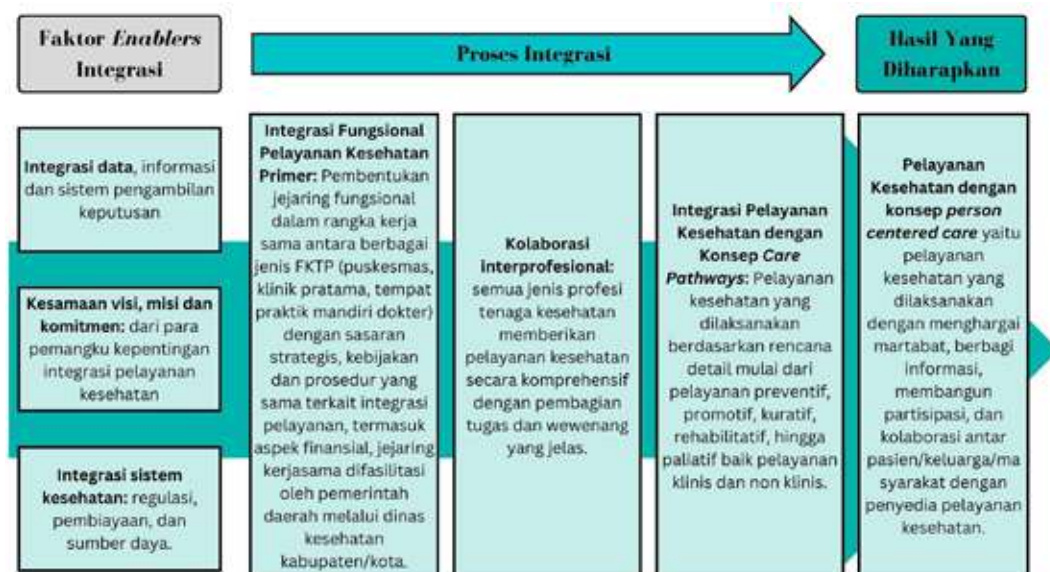 Faktor Enablers
Integrasi
Proses Integrasi
Hasil Yang
Diharapkan
Integrasi data, informasi
dan sistem pengambilan
keputusan
Kesamaan visi, misi dan
komitmen: dari para
pemangku kepentingan
integrasi pelayanan
kesehatan
Integrasi sistem
kesehatan: regulasi,
pembiayaan, dan
sumber daya.
Integrasi Fungsional
Pelayanan Kesehatan
Primer: Pembentukan
jejaring fungsional
dalam rangka kerja
sama antara berbagai
jenis FKTP (puskesmas,
klinik pratama, tempat
praktik mandiri dokter)
dengan sasaran
strategis, kebijakan
dan prosedur yang
sama terkait integrasi
pelayanan, termasuk
aspek finansial, jejaring
kerjasama difasilitasi
oleh pemerintah
daerah melalui dinas
kesehatan
kabupaten/kota.
Kolaborasi
interprofesional:
semua jenis profesi
tenaga kesehatan
memberikan
pelayanan kesehatan
secara komprehensif
dengan pembagian
tugas dan wewenang
yang jelas.
Integrasi Pelayanan
Kesehatan dengan
Konsep Care
Pathways: Pelayanan
kesehatan yang
dilaksanakan
berdasarkan rencana
detail mulai dari
pelayanan preventif,
promotif, kuratif,
rehabilitatif, hingga
paliatif baik pelayanan
klinis dan non klinis.
Pelayanan
Kesehatan dengan
konsep person
centered care yaitu
pelayanan
kesehatan yang
dilaksanakan
dengan menghargai
martabat, berbagi
informasi,
membangun
partisipasi, dan
kolaborasi antar
pasien/keluarga/ma
syarakat dengan
penyedia pelayanan
kesehatan.